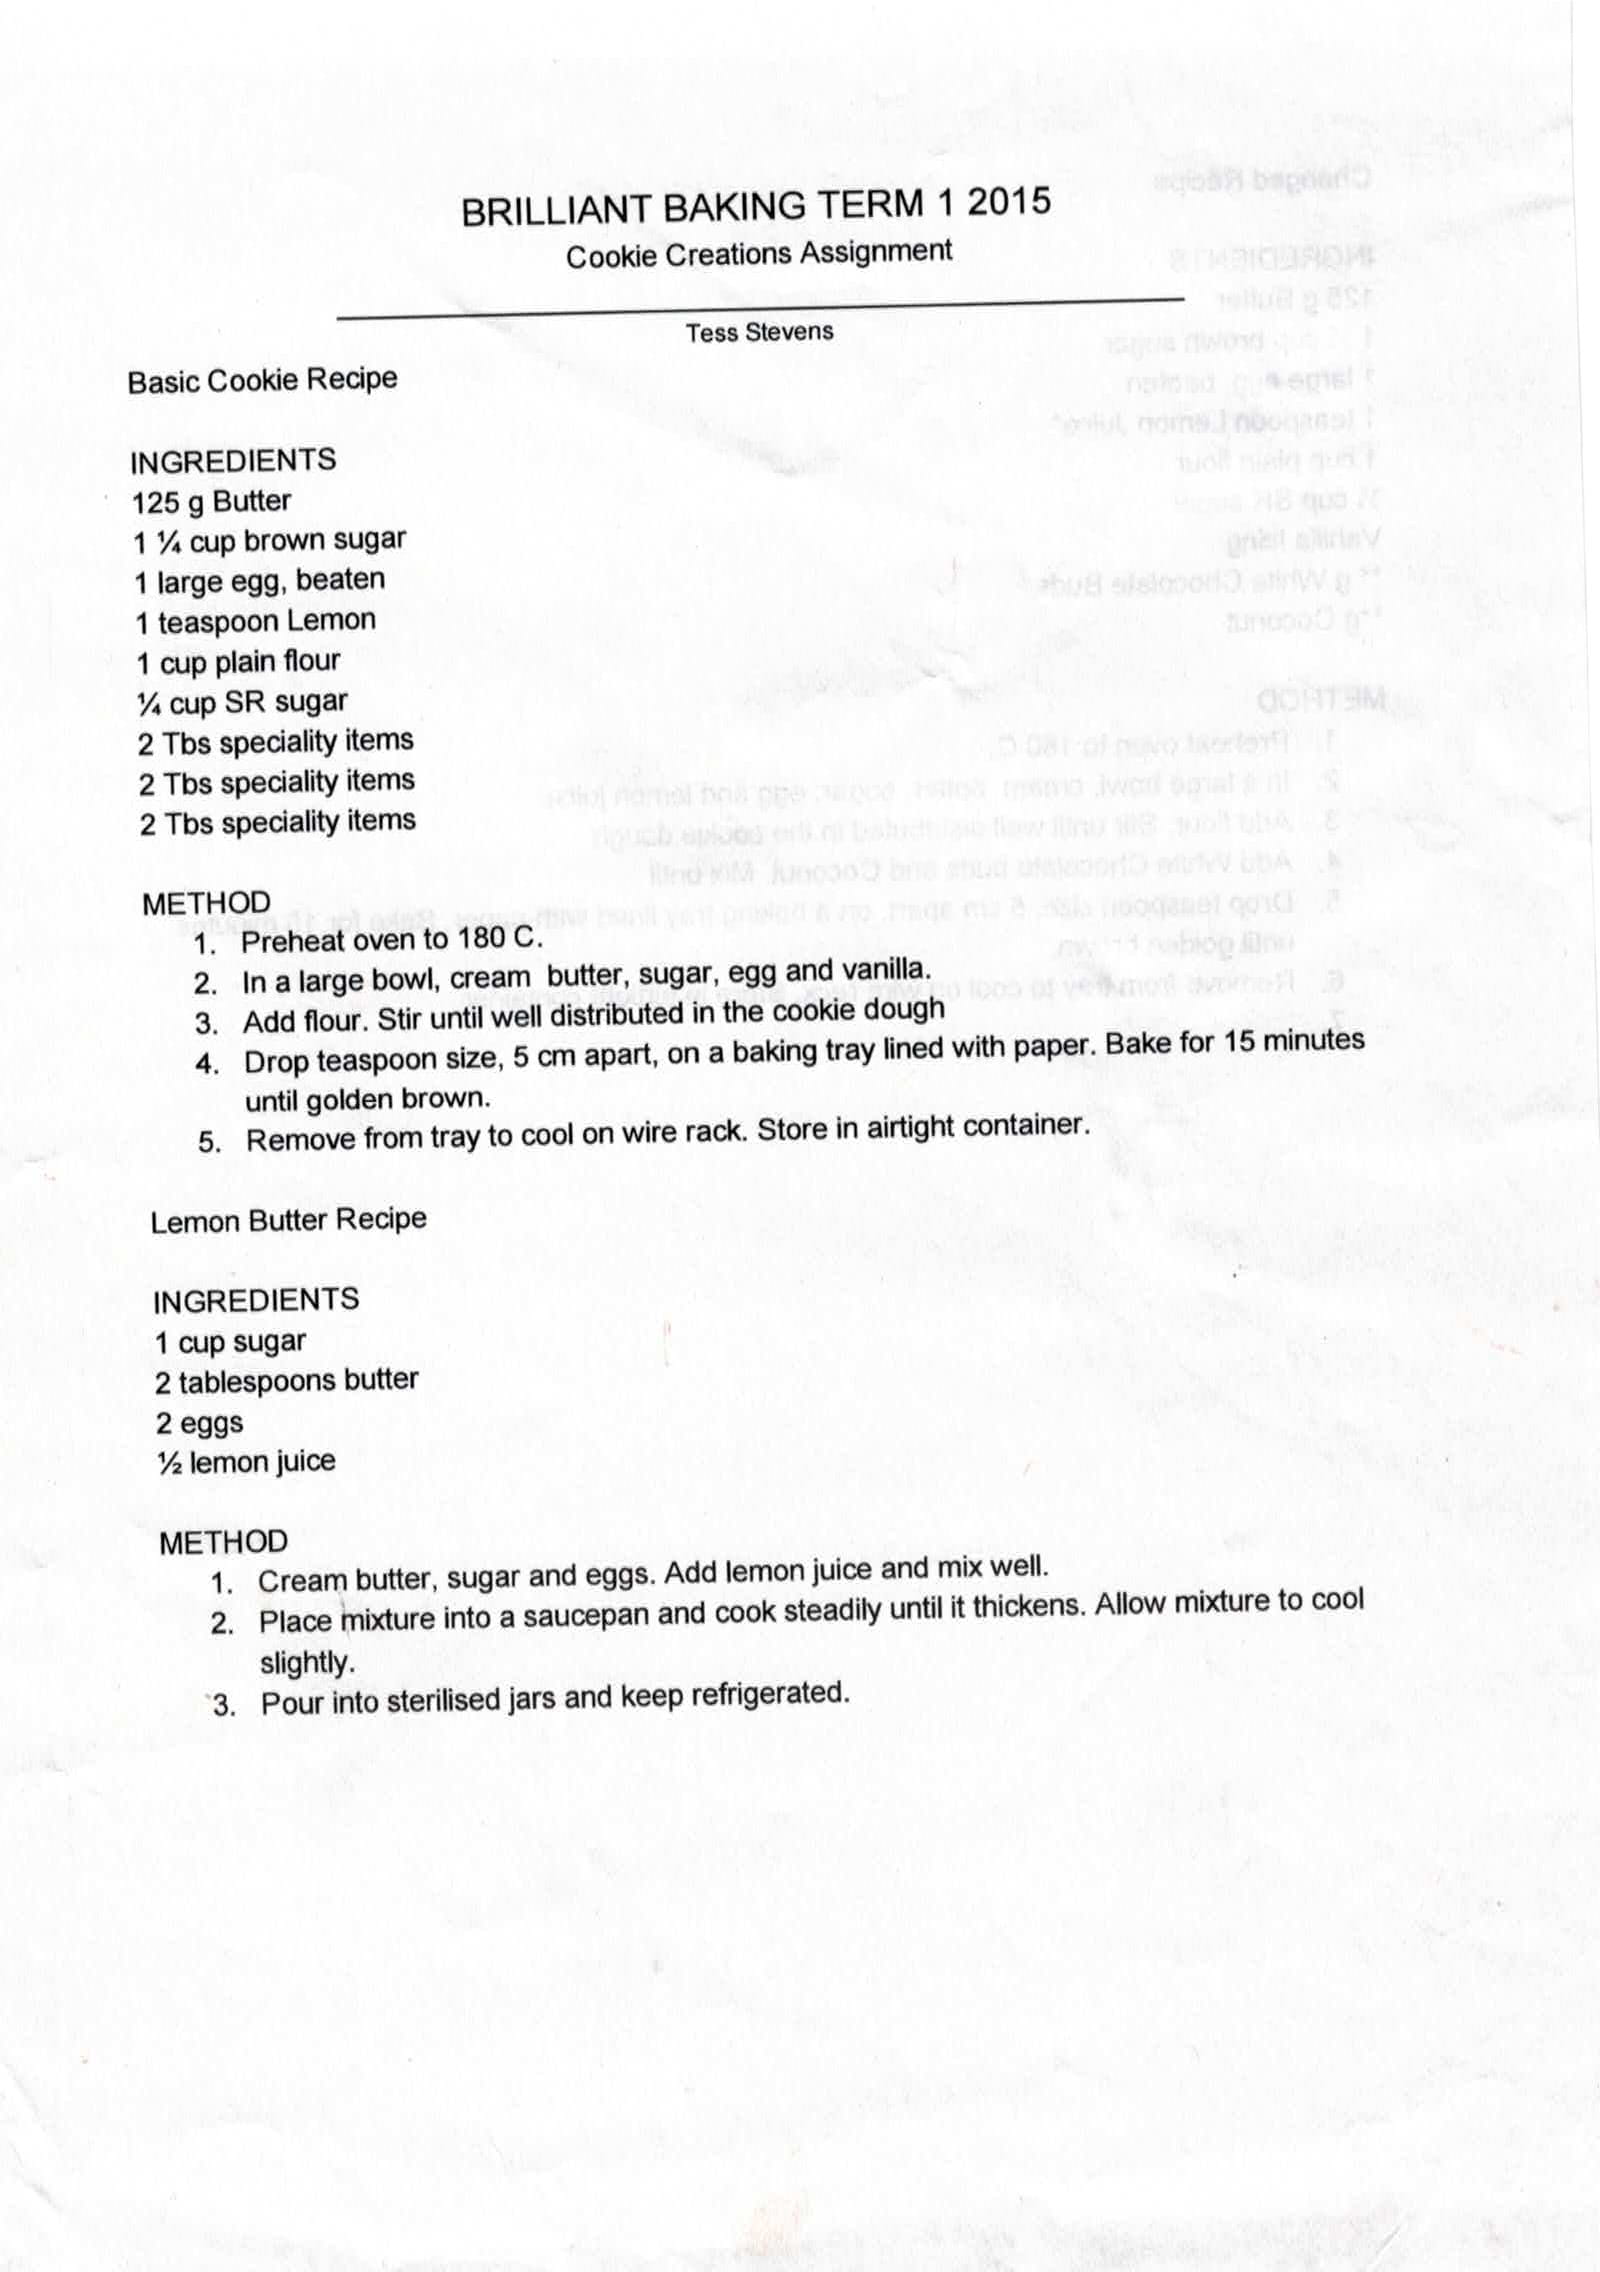 BRILLIANT BAKING TERM 1 2015
Cookie Creations Assignment
Tess Stevens
Basic Cookie Recipe
INGREDIENTS
125 g Butter
1 ¼ cup brown sugar
1 large egg, beaten
1 teaspoon Lemon
1 cup plain flour
¼ cup SR sugar
2 Tbs speciality items
2 Tbs speciality items
2 Tbs speciality items
METHOD
1. Preheat oven to 180 C.
2. In a large bowl, cream butter, sugar, egg and vanilla.
3. Add flour. Stir until well distributed in the cookie dough
4. Drop teaspoon size, 5 cm apart, on a baking tray lined with paper. Bake for 15 minutes
until golden brown.
5. Remove from tray to cool on wire rack. Store in airtight container.
Lemon Butter Recipe
INGREDIENTS
1 cup sugar
2 tablespoons butter
2 eggs
½ lemon juice
METHOD
1. Cream butter, sugar and eggs. Add lemon juice and mix well.
2. Place mixture into a saucepan and cook steadily until it thickens. Allow mixture to cool
slightly.
3. Pour into sterilised jars and keep refrigerated.